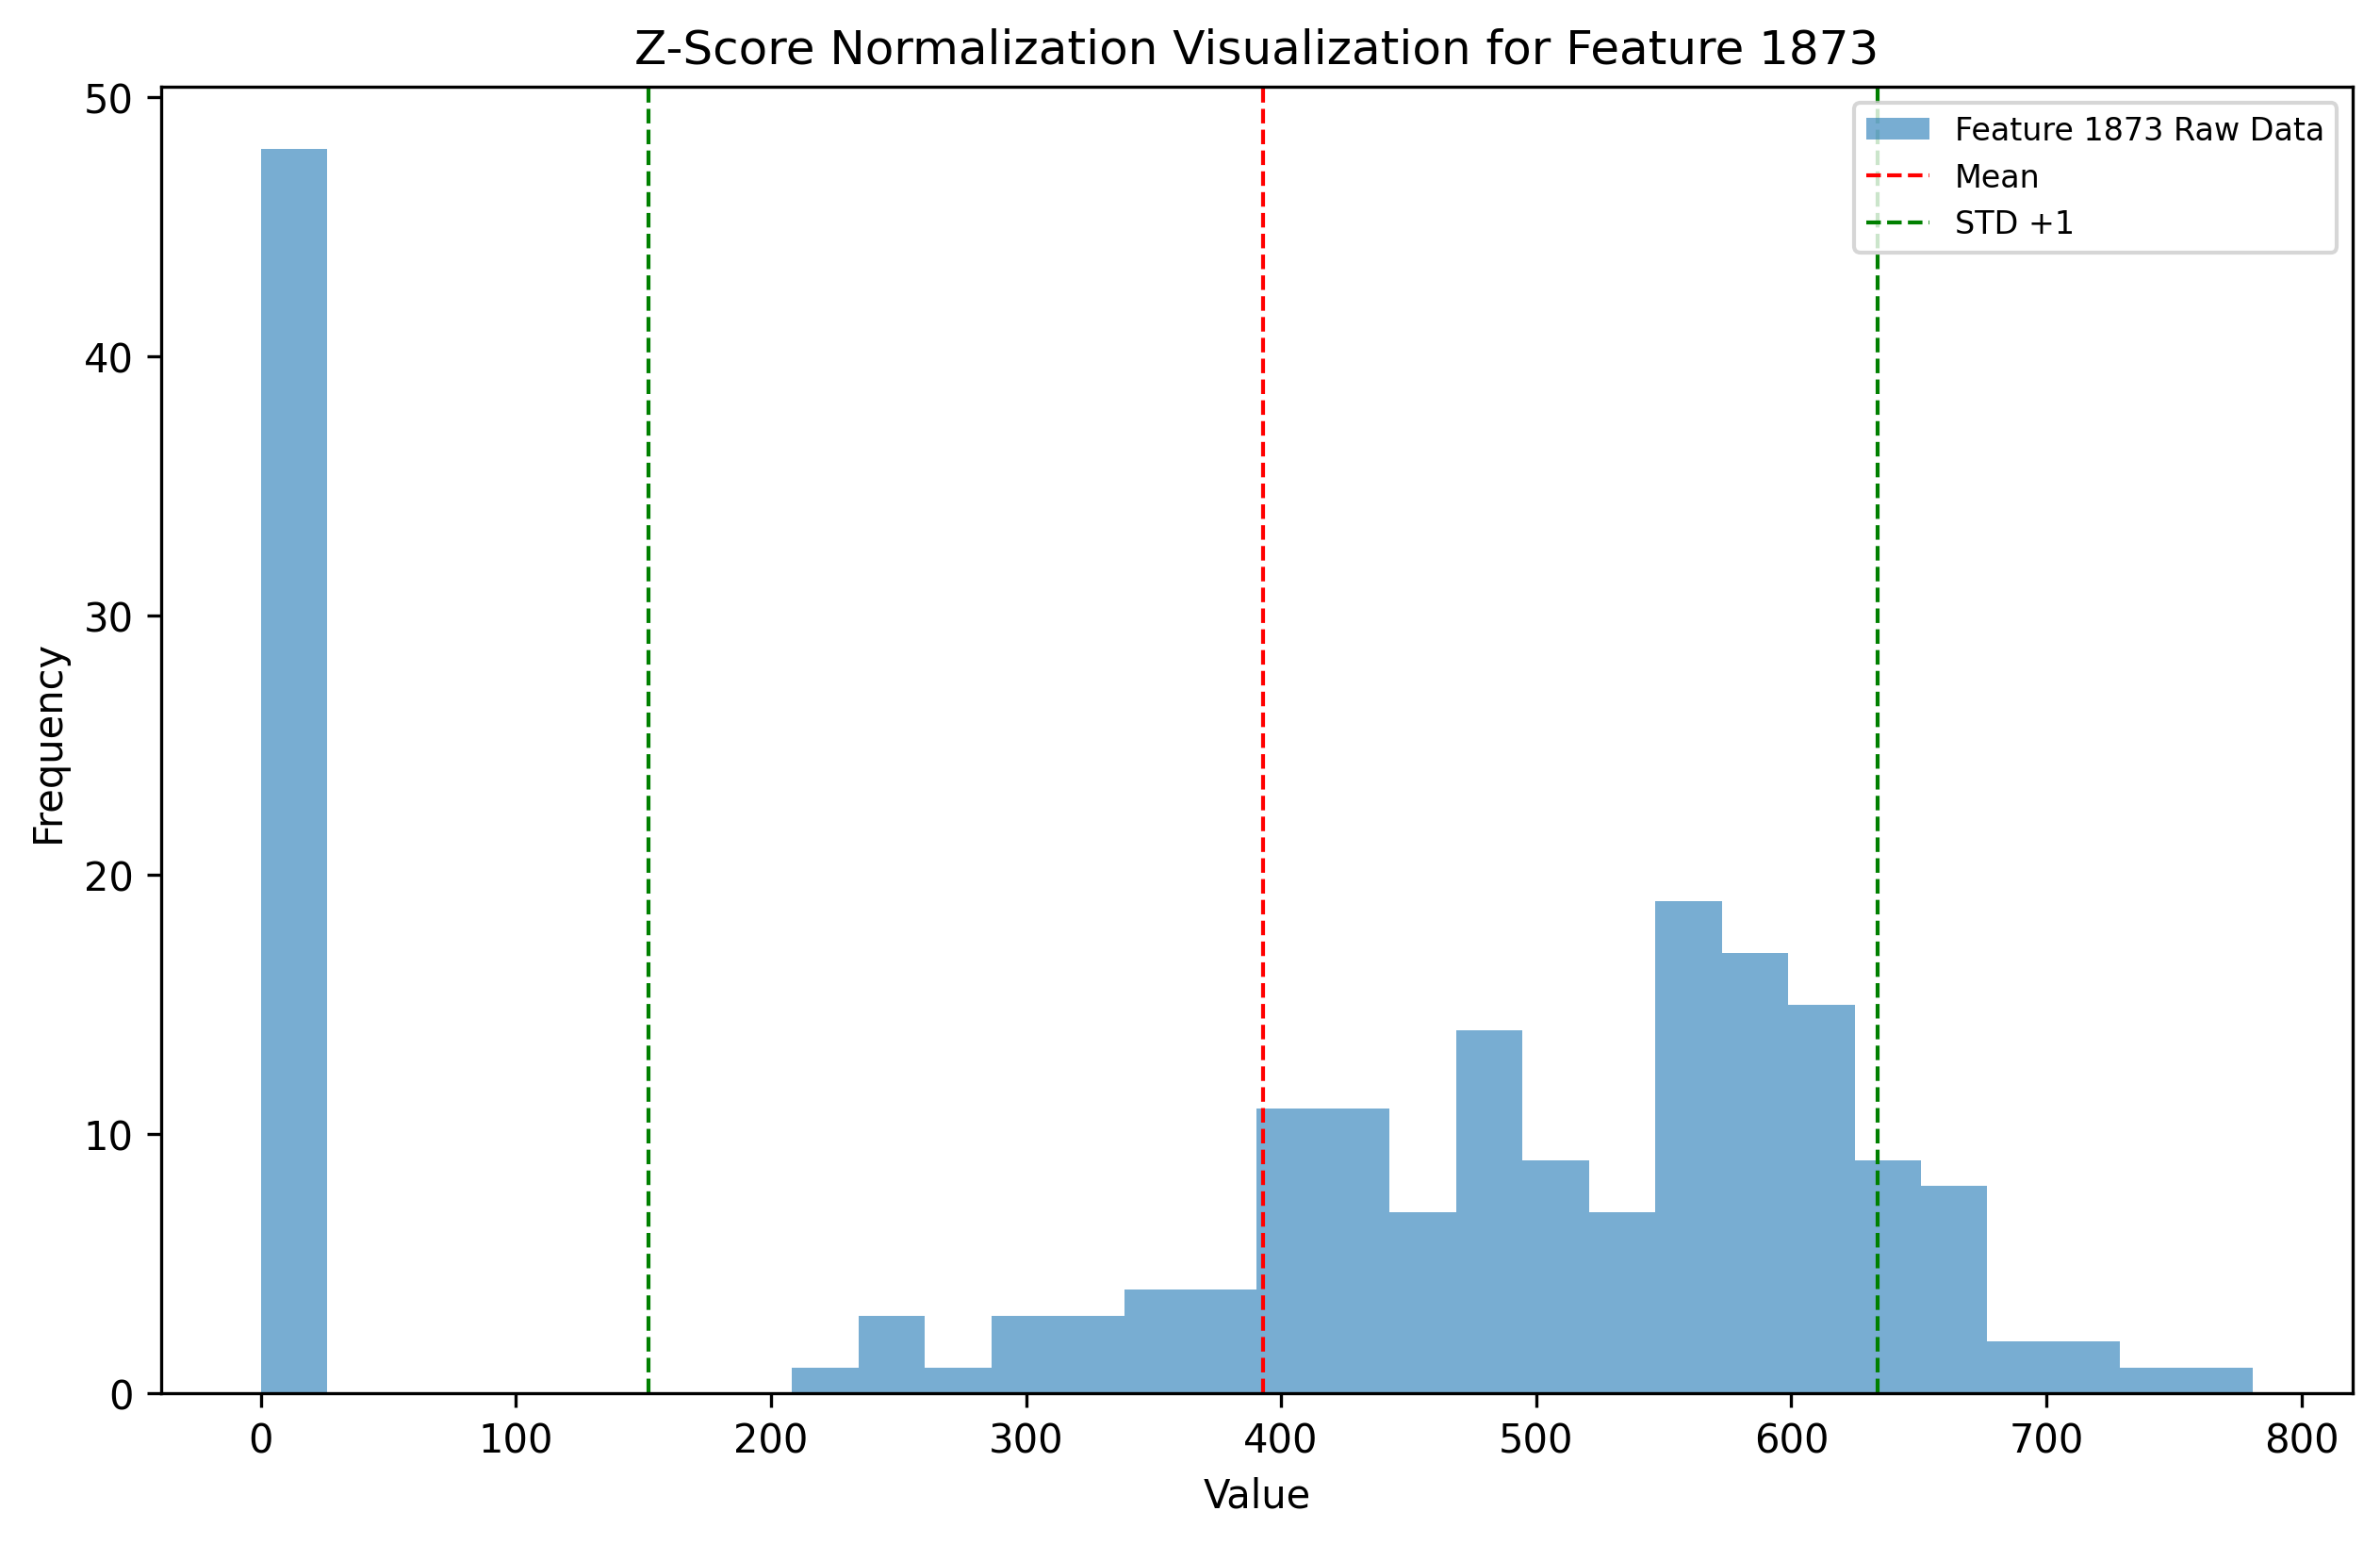 Z-Score Normalization Visualization for Feature 1873
Feature 1873 Raw Data
Mean
STD +1
Frequency
50
40
30
20
10
0
0 100 200 300 400 500 600 700 800
Value